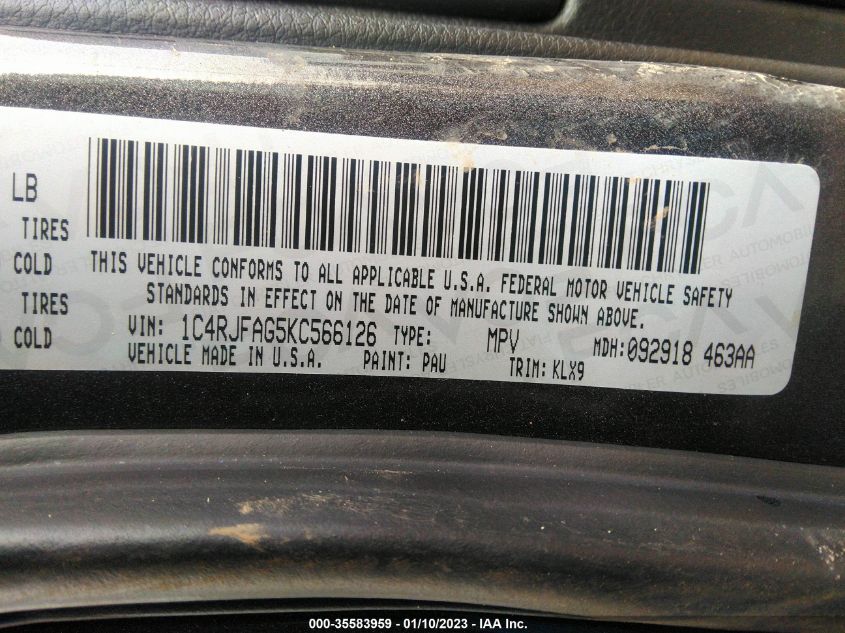 LB
TIRES
COLD
TIRES
COLD
THIS VEHICLE CONFORMS TO ALL APPLICABLE U.S.A. FEDERAL MOTOR VEHICLE SAFETY
STANDARDS IN EFFECT ON THE DATE OF MANUFACTURE SHOWN ABOVE.
VIN: 1C4RJFAG5KC566126 TYPE: MPV MDH:092918 463AA
VEHICLE MADE IN U.S.A. PAINT: PAU TRIM: KLX9
000-35583959 — 01/10/2023 — IAA Inc.